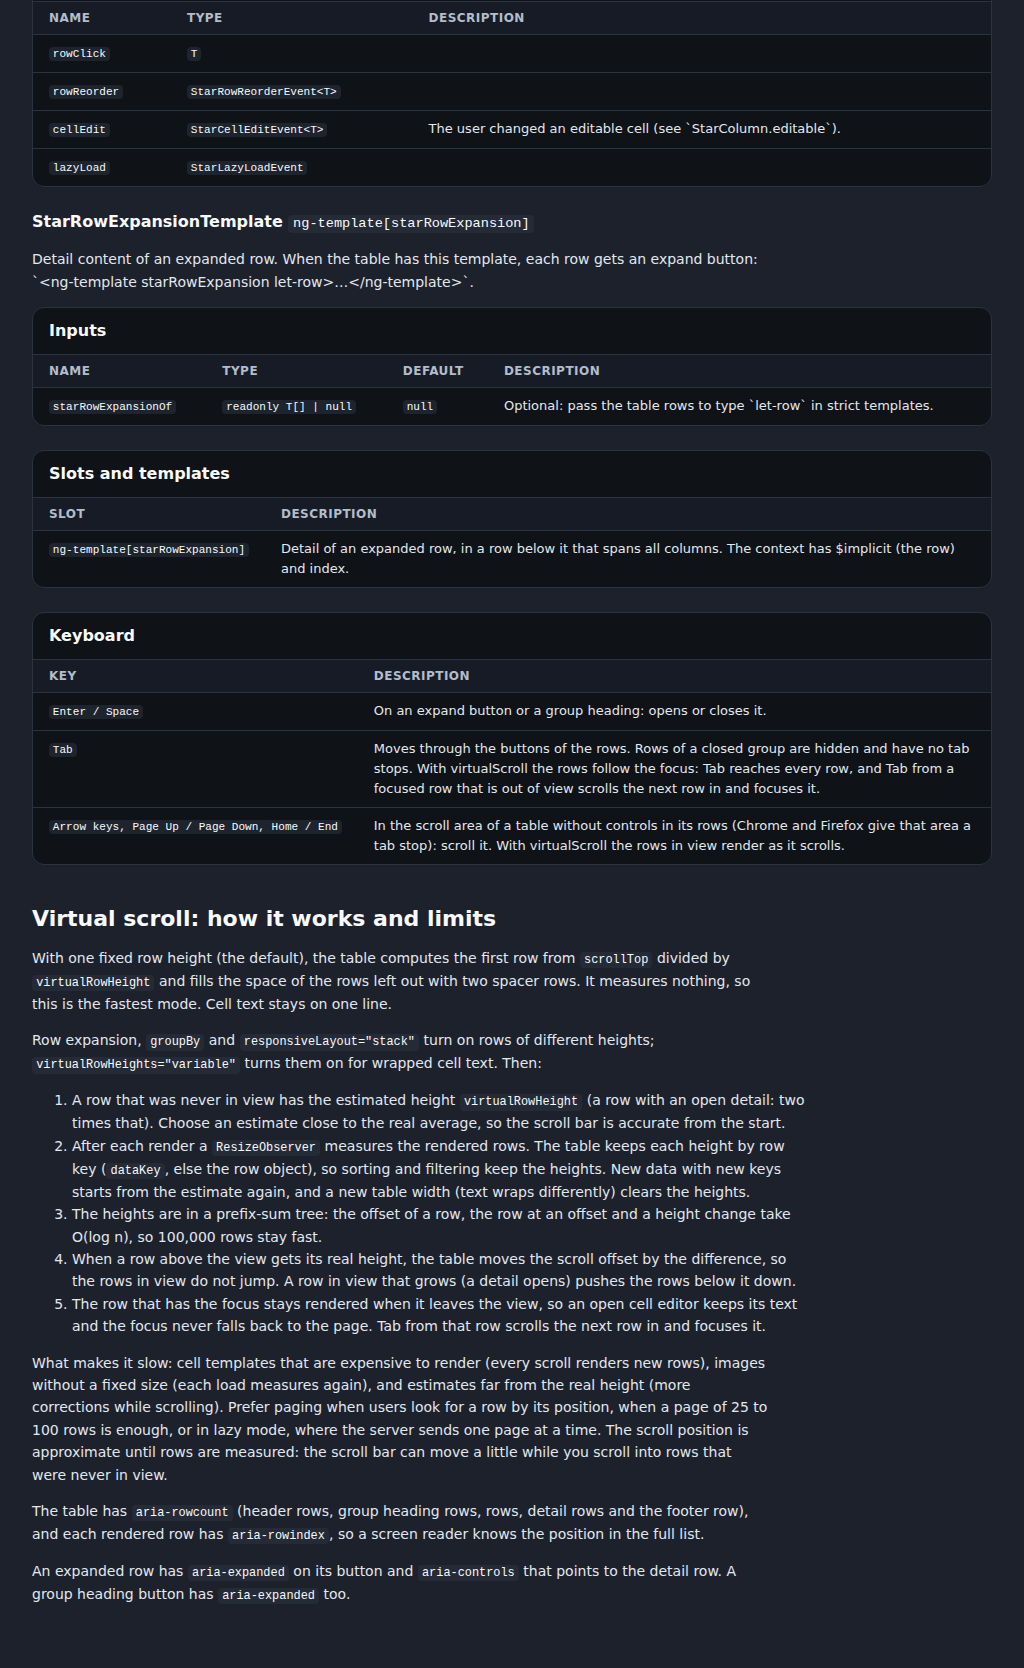 NAME TYPE DESCRIPTION
rowClick T
rowReorder StarRowReorderEvent<T>
cellEdit StarCellEditEvent<T> The user changed an editable cell (see `StarColumn.editable`).
lazyLoad StarLazyLoadEvent
StarRowExpansionTemplate ng-template[starRowExpansion]
Detail content of an expanded row. When the table has this template, each row gets an expand button:
`<ng-template starRowExpansion let-row>…</ng-template>`.
Inputs
NAME TYPE DEFAULT DESCRIPTION
starRowExpansionOf readonly T[] | null null Optional: pass the table rows to type `let-row` in strict templates.
Slots and templates
SLOT DESCRIPTION
ng-template[starRowExpansion] Detail of an expanded row, in a row below it that spans all columns. The context has $implicit (the row)
and index.
Keyboard
KEY DESCRIPTION
Enter / Space On an expand button or a group heading: opens or closes it.
Tab Moves through the buttons of the rows. Rows of a closed group are hidden and have no tab
stops. With virtualScroll the rows follow the focus: Tab reaches every row, and Tab from a
focused row that is out of view scrolls the next row in and focuses it.
Arrow keys, Page Up / Page Down, Home / End In the scroll area of a table without controls in its rows (Chrome and Firefox give that area a
tab stop): scroll it. With virtualScroll the rows in view render as it scrolls.
Virtual scroll: how it works and limits
With one fixed row height (the default), the table computes the first row from scrollTop divided by
virtualRowHeight and fills the space of the rows left out with two spacer rows. It measures nothing, so
this is the fastest mode. Cell text stays on one line.
Row expansion, groupBy and responsiveLayout="stack" turn on rows of different heights;
virtualRowHeights="variable" turns them on for wrapped cell text. Then:
1. A row that was never in view has the estimated height virtualRowHeight (a row with an open detail: two
times that). Choose an estimate close to the real average, so the scroll bar is accurate from the start.
2. After each render a ResizeObserver measures the rendered rows. The table keeps each height by row
key (dataKey, else the row object), so sorting and filtering keep the heights. New data with new keys
starts from the estimate again, and a new table width (text wraps differently) clears the heights.
3. The heights are in a prefix-sum tree: the offset of a row, the row at an offset and a height change take
O(log n), so 100,000 rows stay fast.
4. When a row above the view gets its real height, the table moves the scroll offset by the difference, so
the rows in view do not jump. A row in view that grows (a detail opens) pushes the rows below it down.
5. The row that has the focus stays rendered when it leaves the view, so an open cell editor keeps its text
and the focus never falls back to the page. Tab from that row scrolls the next row in and focuses it.
What makes it slow: cell templates that are expensive to render (every scroll renders new rows), images
without a fixed size (each load measures again), and estimates far from the real height (more
corrections while scrolling). Prefer paging when users look for a row by its position, when a page of 25 to
100 rows is enough, or in lazy mode, where the server sends one page at a time. The scroll position is
approximate until rows are measured: the scroll bar can move a little while you scroll into rows that
were never in view.
The table has aria-rowcount (header rows, group heading rows, rows, detail rows and the footer row),
and each rendered row has aria-rowindex, so a screen reader knows the position in the full list.
An expanded row has aria-expanded on its button and aria-controls that points to the detail row. A
group heading button has aria-expanded too.